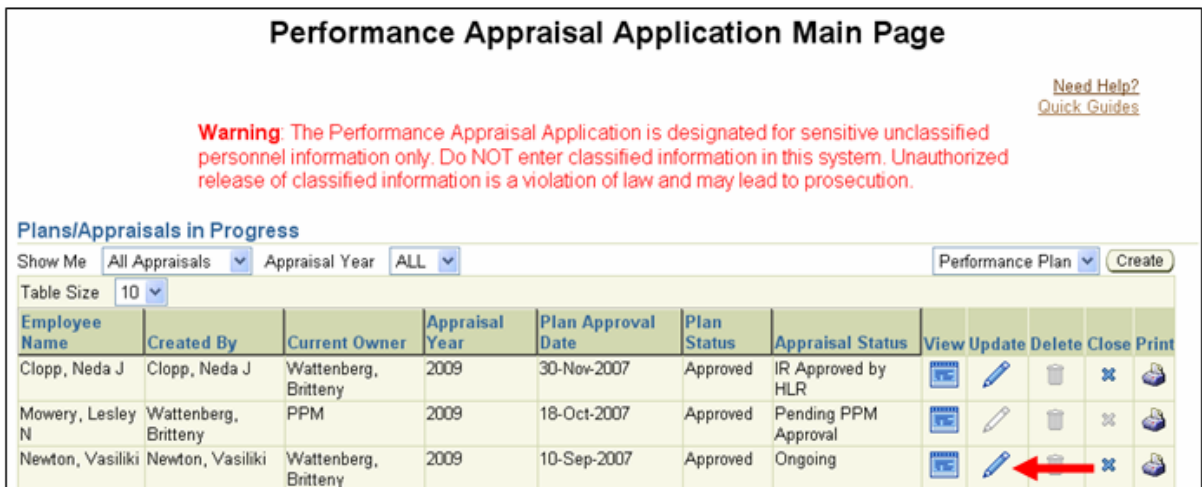 Performance Appraisal Application Main Page
Need Help?
Quick Guides
Warning: The Performance Appraisal Application is designated for sensitive unclassified
personnel information only. Do NOT enter classified information in this system. Unauthorized
release of classified information is a violation of law and may lead to prosecution.
Plans/Appraisals in Progress
Show Me All Appraisals Appraisal Year ALL Performance Plan Create
Table Size 10
Employee Name Created By Current Owner Appraisal Year Plan Approval Date Plan Status Appraisal Status View Update Delete Close Print
Clopp, Neda J Clopp, Neda J Wattenberg, Britteny 2009 30-Nov-2007 Approved IR Approved by HLR
Mowery, Lesley N Wattenberg, Britteny PPM 2009 18-Oct-2007 Approved Pending PPM Approval
Newton, Vasiliki Newton, Vasiliki Wattenberg, Britteny 2009 10-Sep-2007 Approved Ongoing